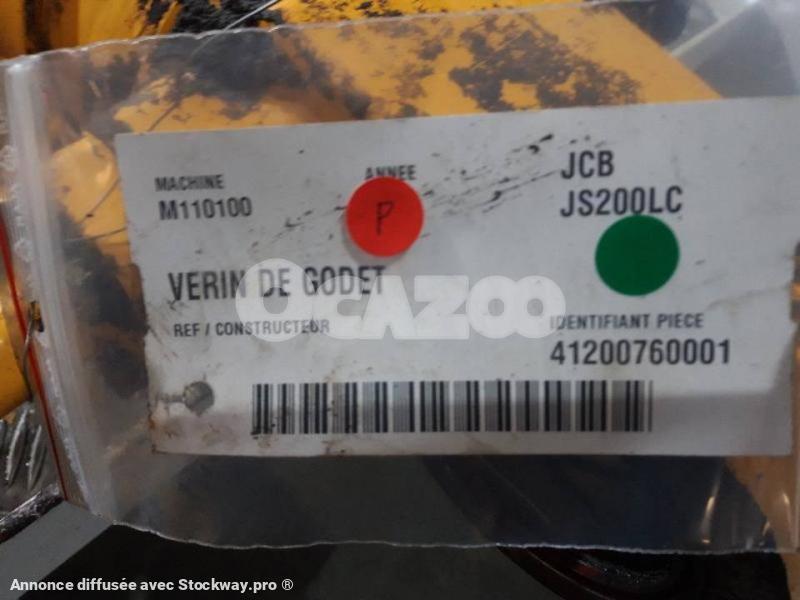 MACHINE
M110100
ANNEE
P
JCB
JS200LC
VERIN DE GODET
OCAZOO
REF / CONSTRUCTEUR
IDENTIFIANT PIECE
41200760001
Annonce diffusée avec Stockway.pro ®